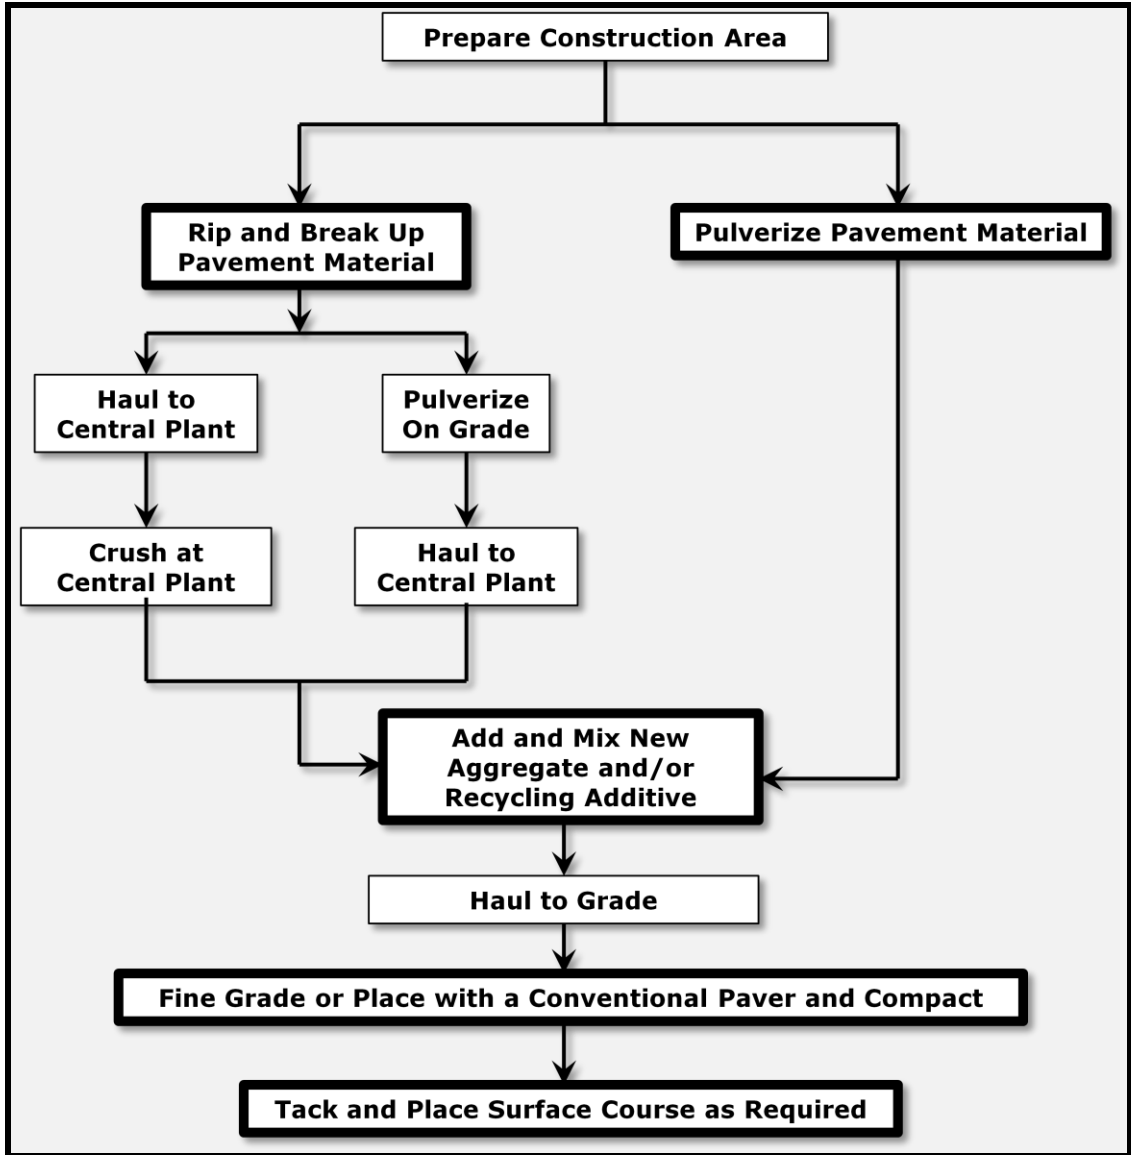 Prepare Construction Area
Rip and Break Up
Pavement Material
Pulverize Pavement Material
Haul to
Central Plant
Pulverize
On Grade
Crush at
Central Plant
Haul to
Central Plant
Add and Mix New
Aggregate and/or
Recycling Additive
Haul to Grade
Fine Grade or Place with a Conventional Paver and Compact
Tack and Place Surface Course as Required